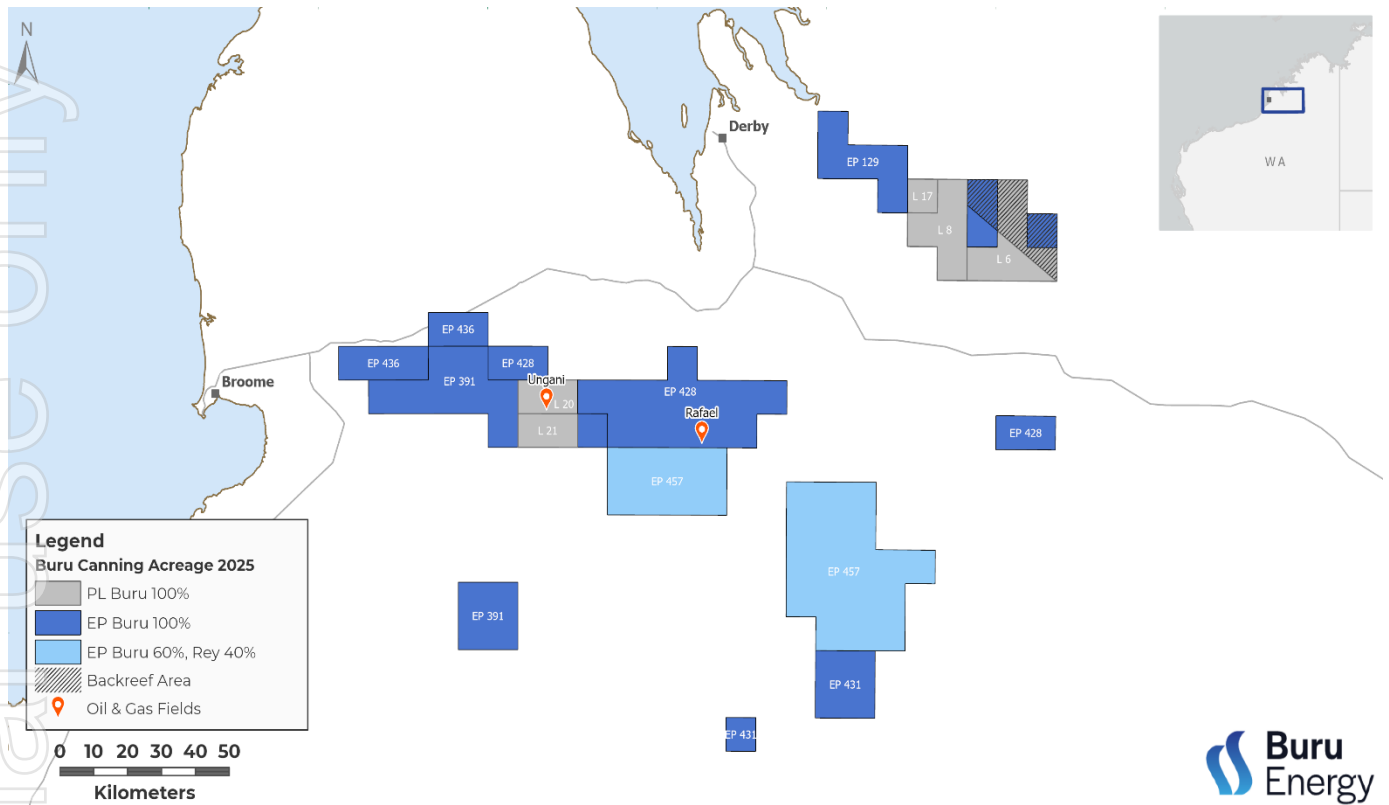 N
WA
Derby
EP 129
L 17
L 8
L 6
EP 436
EP 436
EP 428
EP 391
Ungani
L 20
L 21
EP 428
Rafael
Broome
EP 428
EP 457
EP 457
EP 391
EP 431
EP 431
Legend
Buru Canning Acreage 2025
PL Buru 100%
EP Buru 100%
EP Buru 60%, Rey 40%
Backreef Area
Oil & Gas Fields
0 10 20 30 40 50
Kilometers
Buru
Energy
use only